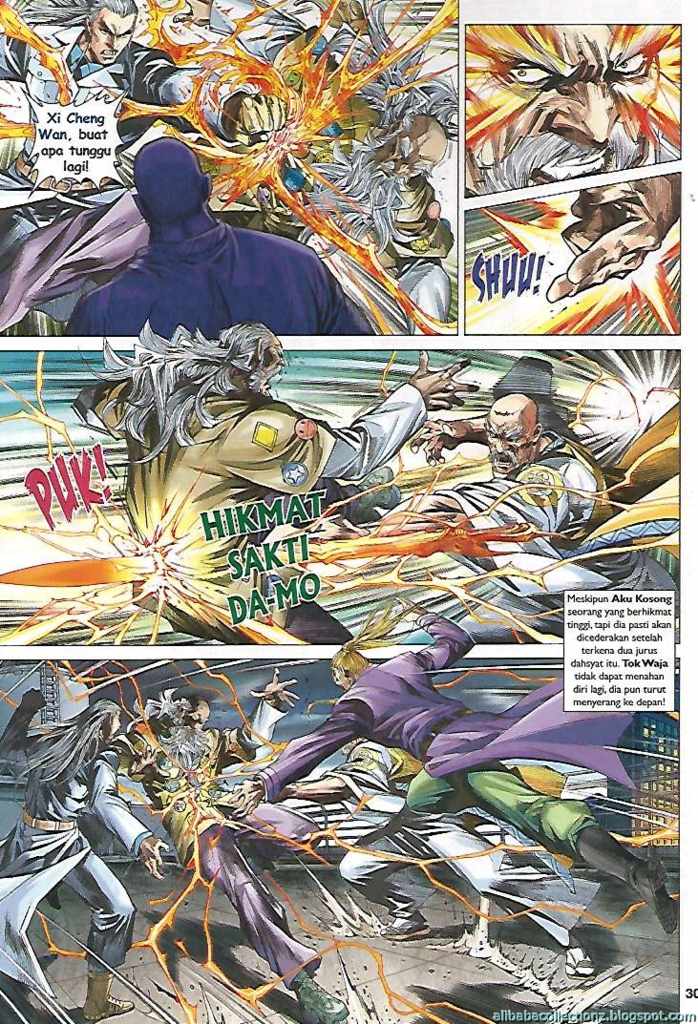 Xi Cheng
Wan, buat
apa tunggu
lagi!
SHUU!
PUK!
HIKMAT
SAKTI
DA-MO
Meskipun Aku Kosong
seorang yang berhikmat
tinggi, tapi dia pasti akan
dicederakan setelah
terkena dua jurus
dahsyat itu. Tok Waja
tidak dapat menahan
diri lagi, dia pun turut
menyerang ke depan!
30
alibabacollectionz.blogspot.com